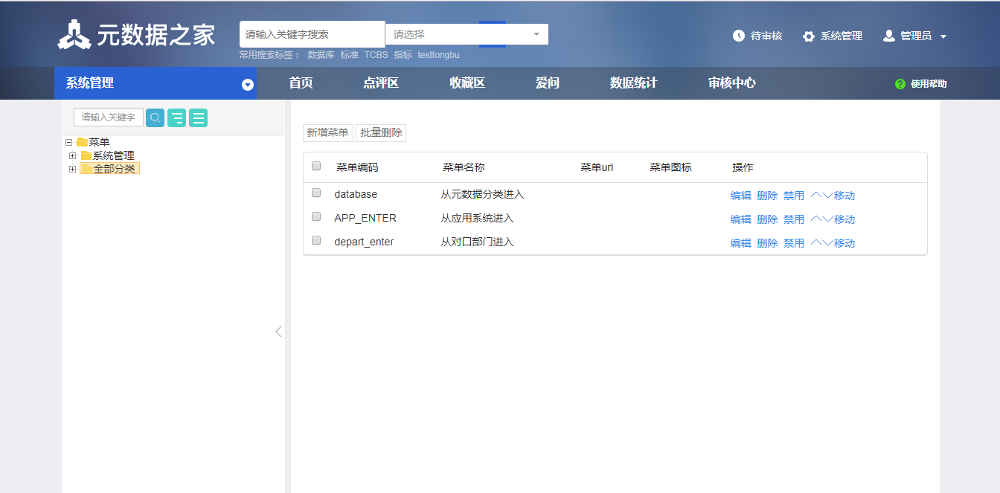 元数据之家
请输入关键字搜索 请选择
待审核 系统管理 管理员
常用搜索标签： 数据库 标准 TCBS 指标 testtongbu
系统管理 首页 点评区 收藏区 爱问 数据统计 审核中心 使用帮助
请输入关键字
菜单
系统管理
全部分类
新增菜单 批量删除
菜单编码 菜单名称 菜单url 菜单图标 操作
database 从元数据分类进入 编辑 删除 禁用 移动
APP_ENTER 从应用系统进入 编辑 删除 禁用 移动
depart_enter 从对口部门进入 编辑 删除 禁用 移动